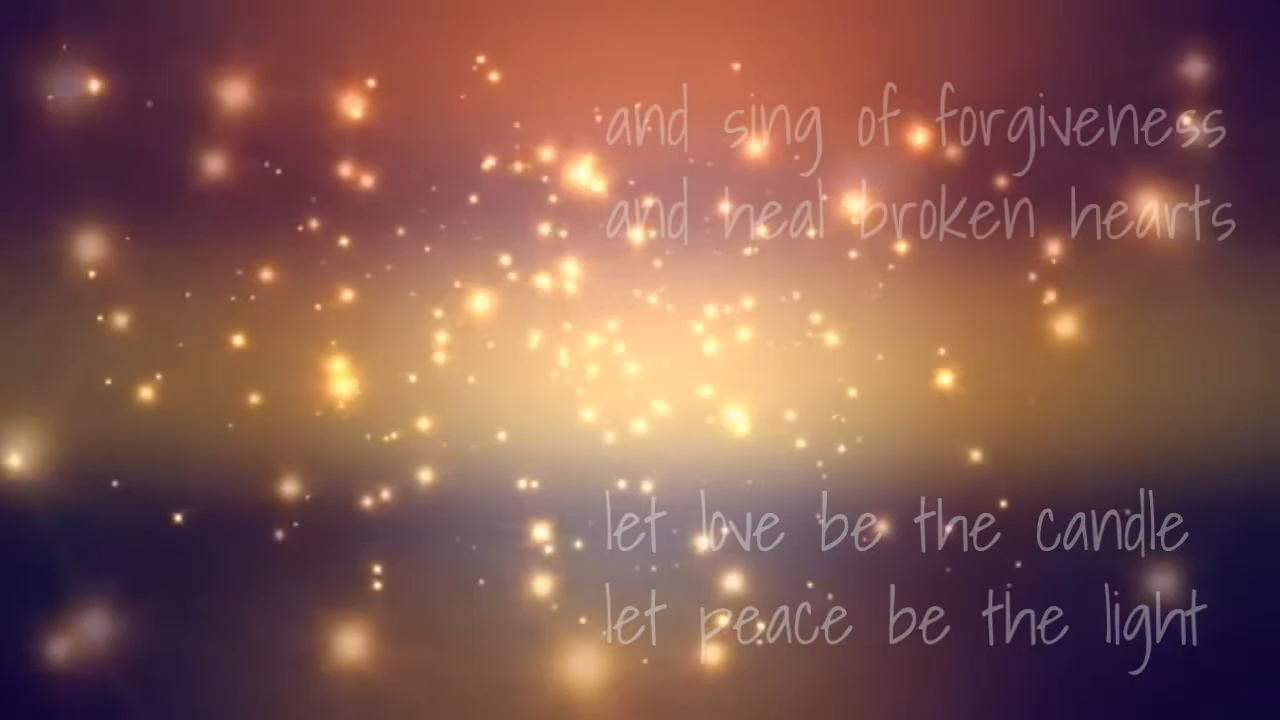 and sing of forgiveness
and heal broken hearts
let love be the candle
let peace be the light